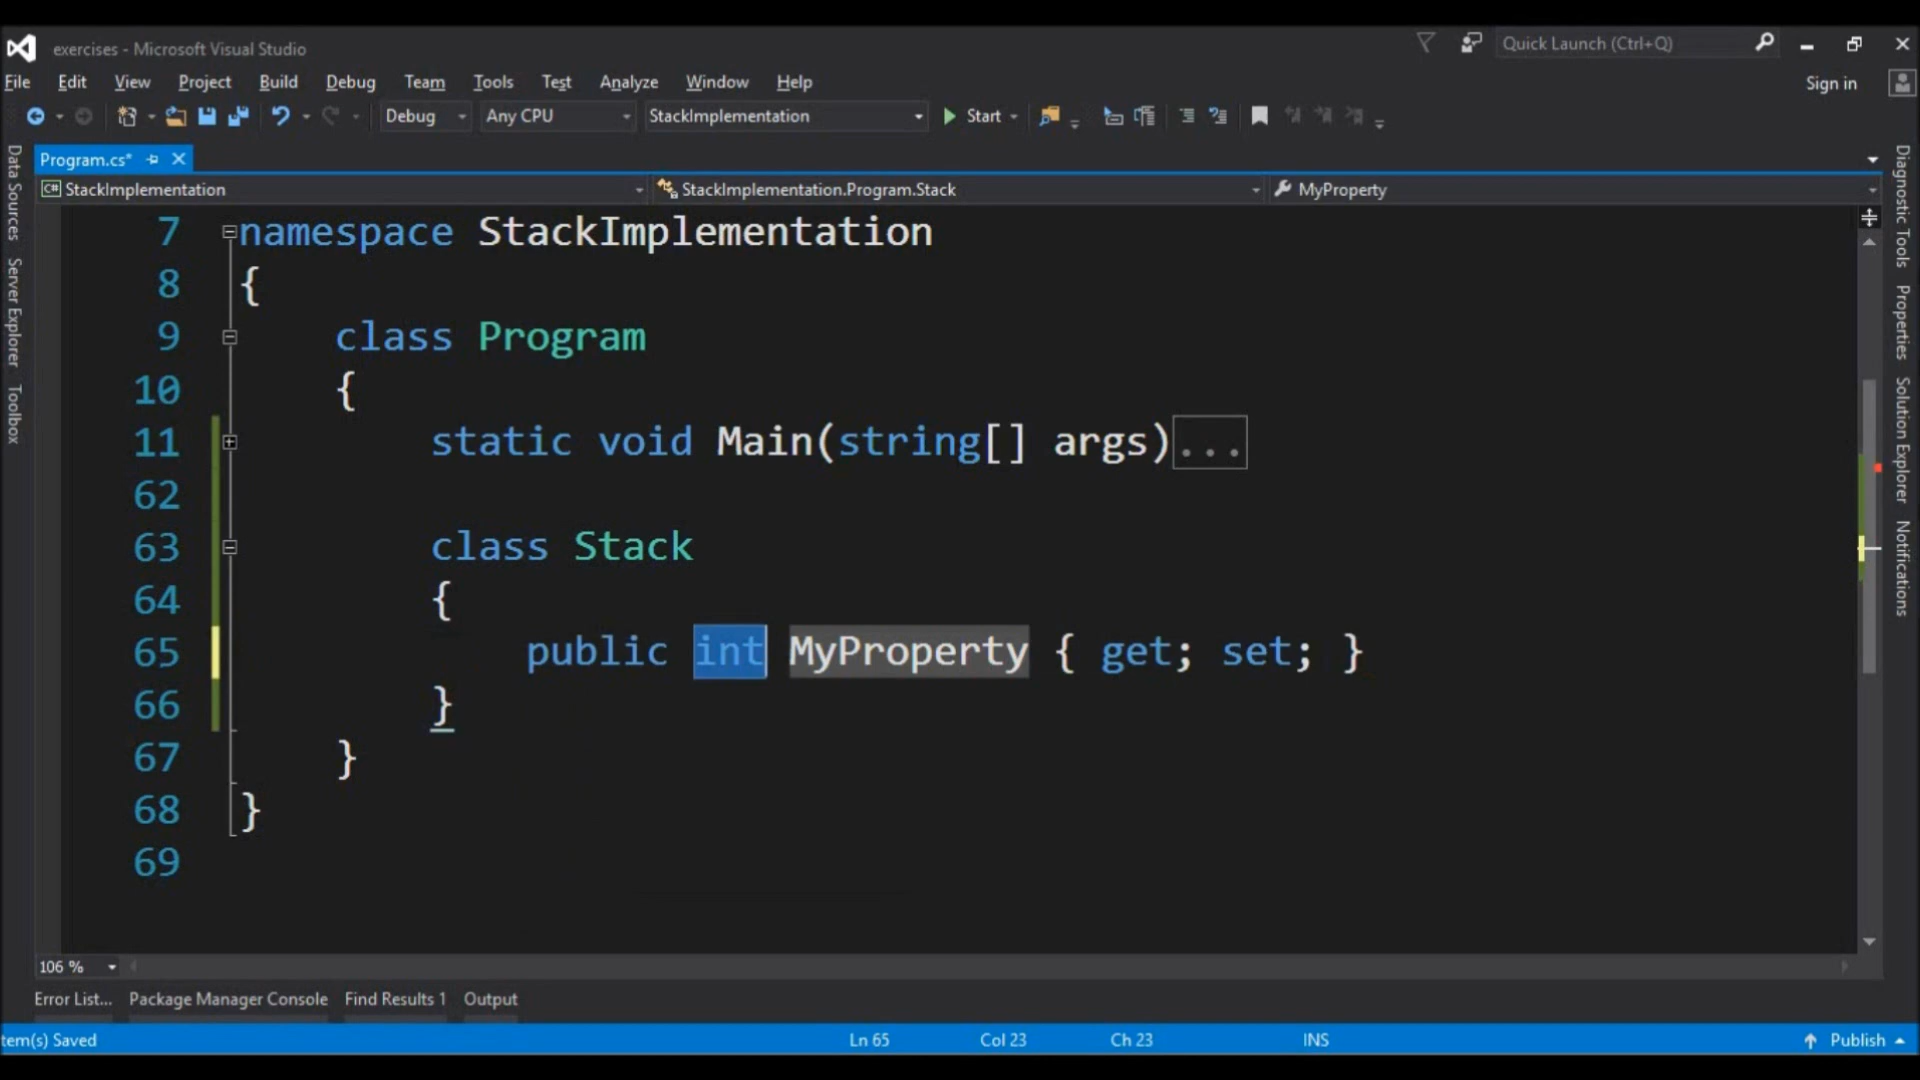 exercises - Microsoft Visual Studio
Quick Launch (Ctrl+Q)
File Edit View Project Build Debug Team Tools Test Analyze Window Help
Sign in
Debug Any CPU StackImplementation Start
Program.cs*
StackImplementation StackImplementation.Program.Stack MyProperty
Data Sources
Server Explorer
Toolbox
7 namespace StackImplementation
8 {
9 class Program
10 {
11 static void Main(string[] args)...
62
63 class Stack
64 {
65 public int MyProperty { get; set; }
66 }
67 }
68 }
69
Diagnostic Tools
Properties
Solution Explorer
Notifications
106 %
Error List... Package Manager Console Find Results 1 Output
tem(s) Saved Ln 65 Col 23 Ch 23 INS Publish